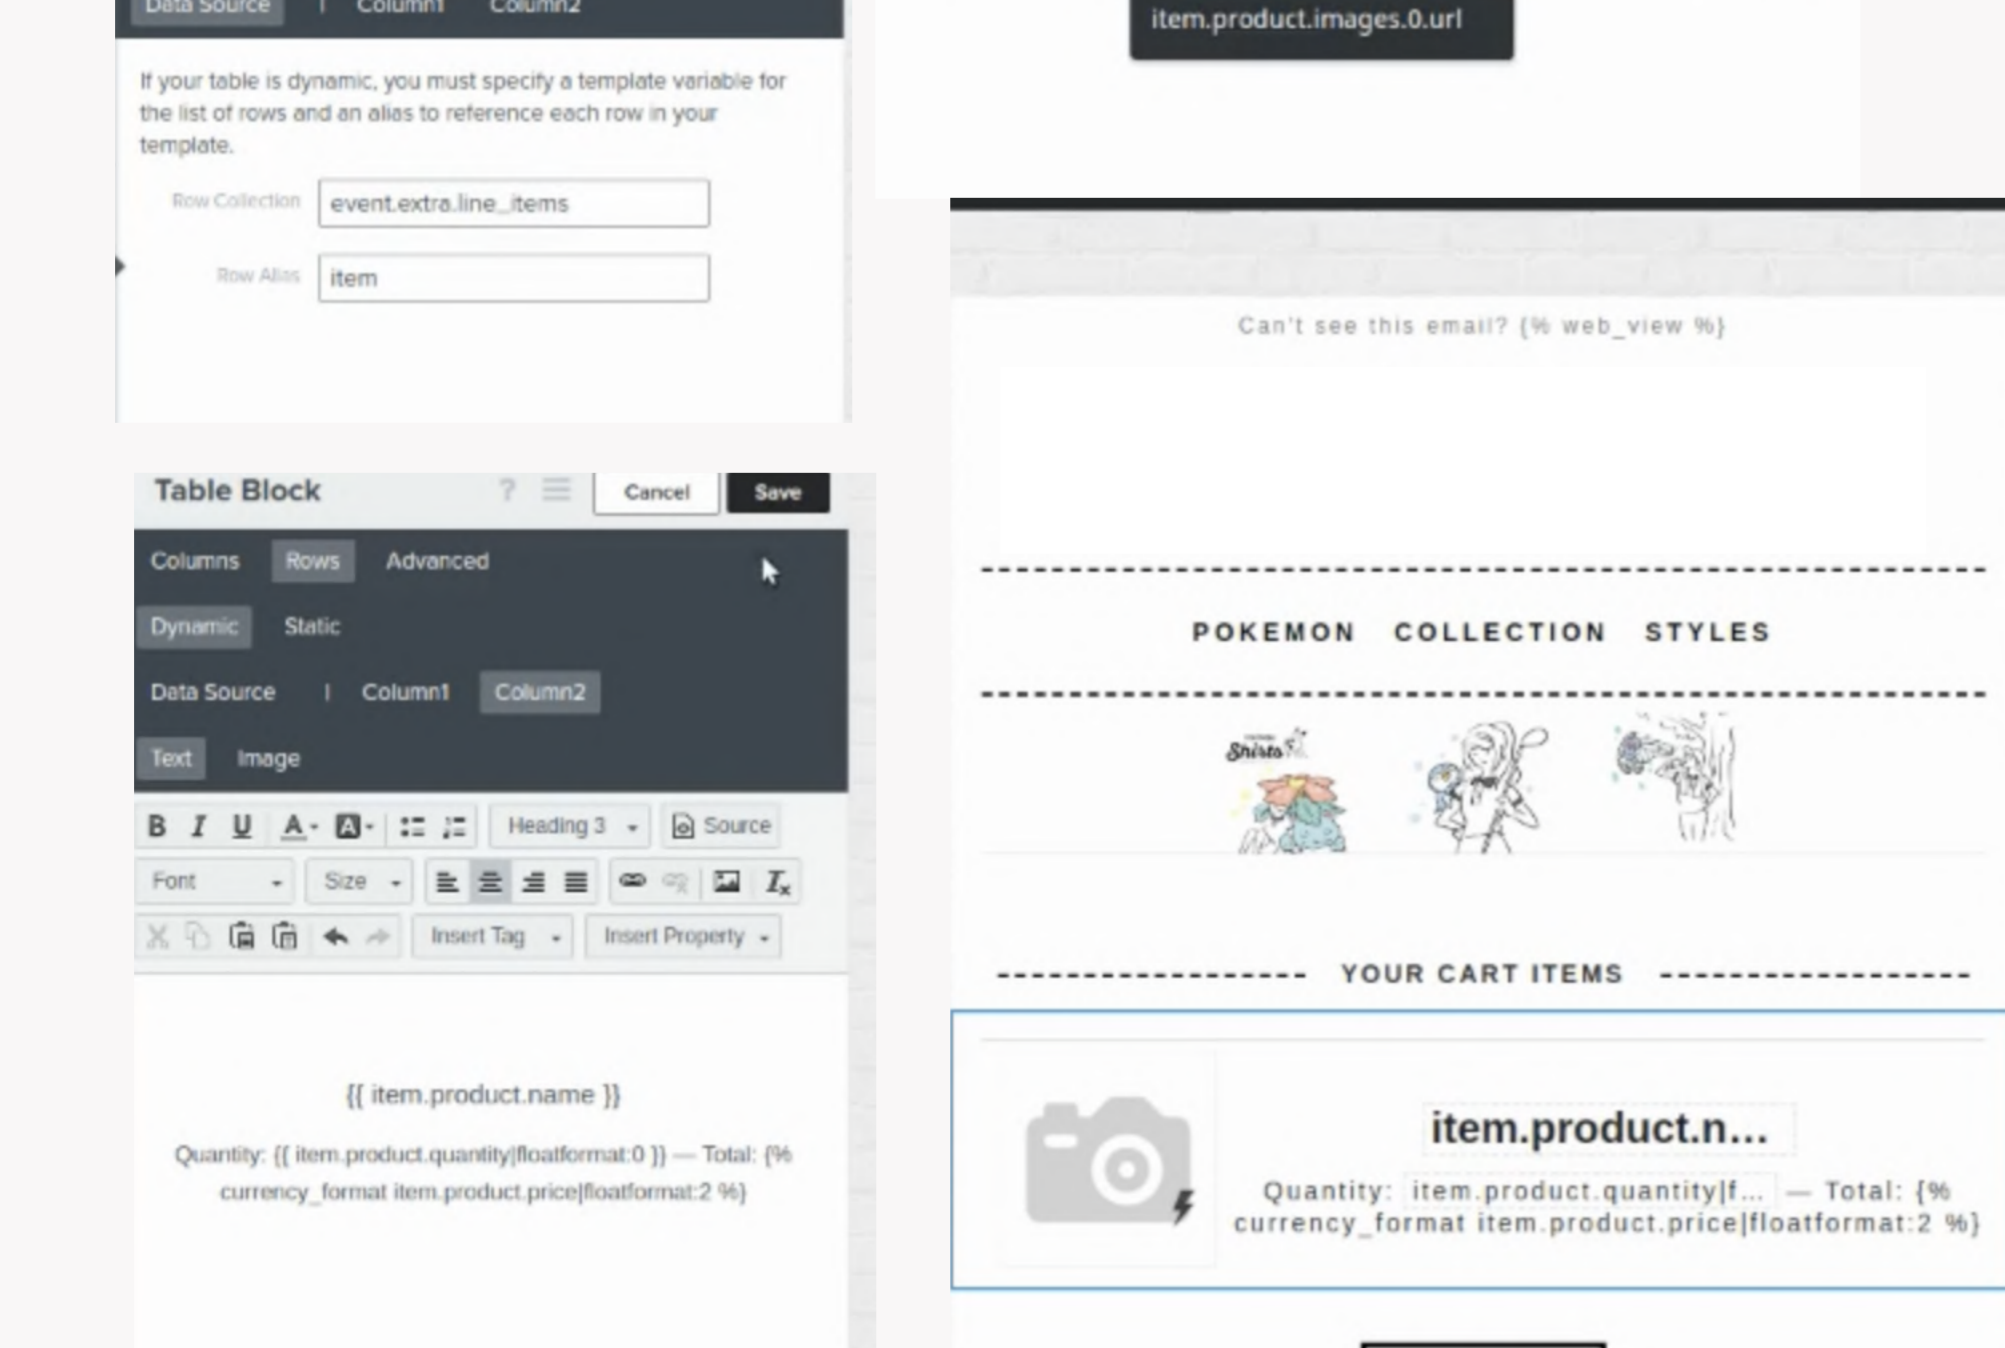 Data Source | Column1 Column2
If your table is dynamic, you must specify a template variable for
the list of rows and an alias to reference each row in your
template.
Row Collection event.extra.line_items
Row Alias item
Table Block ? Cancel Save
Columns Rows Advanced
Dynamic Static
Data Source | Column1 Column2
Text Image
B I U A A Heading 3 Source
Font Size
Insert Tag Insert Property
{{ item.product.name }}
Quantity: {{ item.product.quantity|floatformat:0 }} — Total: {%
currency_format item.product.price|floatformat:2 %}
item.product.images.0.url
Can't see this email? {% web_view %}
POKEMON COLLECTION STYLES
Shirts
YOUR CART ITEMS
item.product.n...
Quantity: item.product.quantity|f... — Total: {%
currency_format item.product.price|floatformat:2 %}